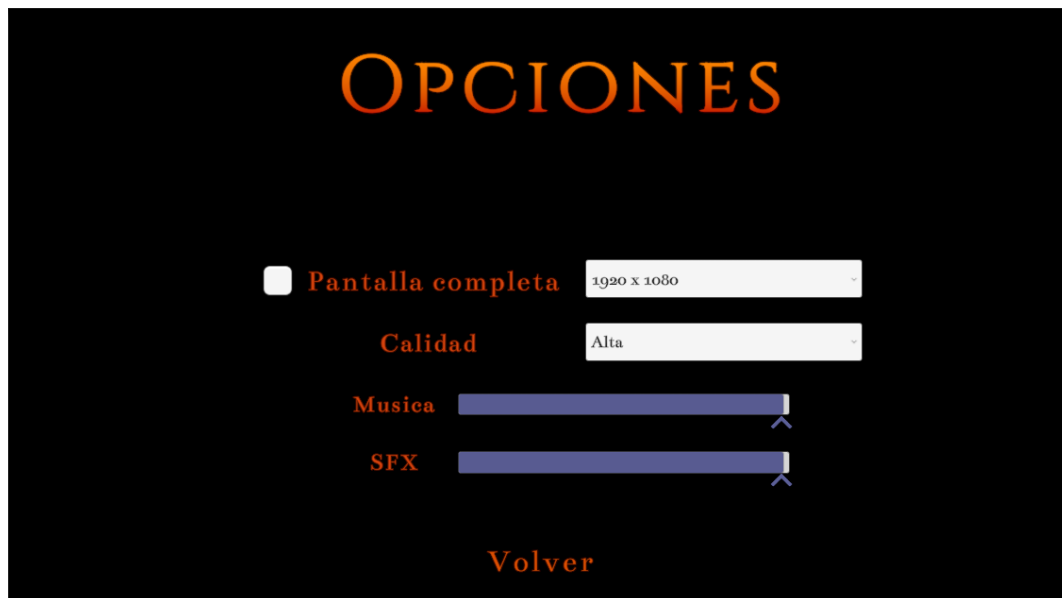 OPCIONES
Pantalla completa 1920 x 1080
Calidad Alta
Musica
SFX
Volver